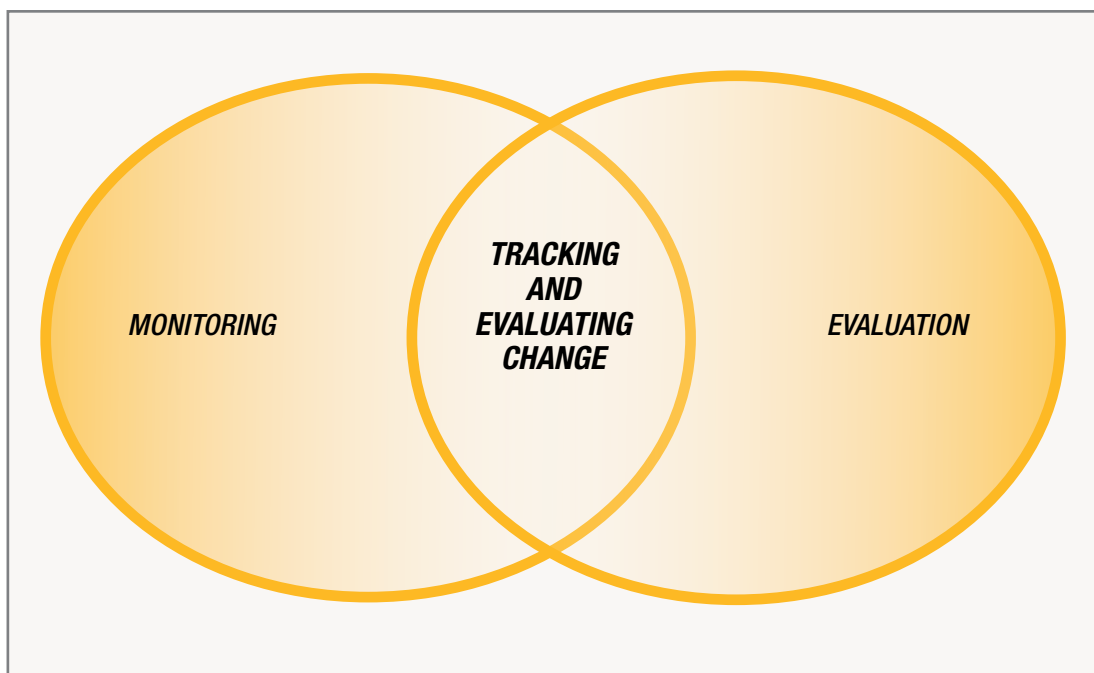 MONITORING
TRACKING
AND
EVALUATING
CHANGE
EVALUATION